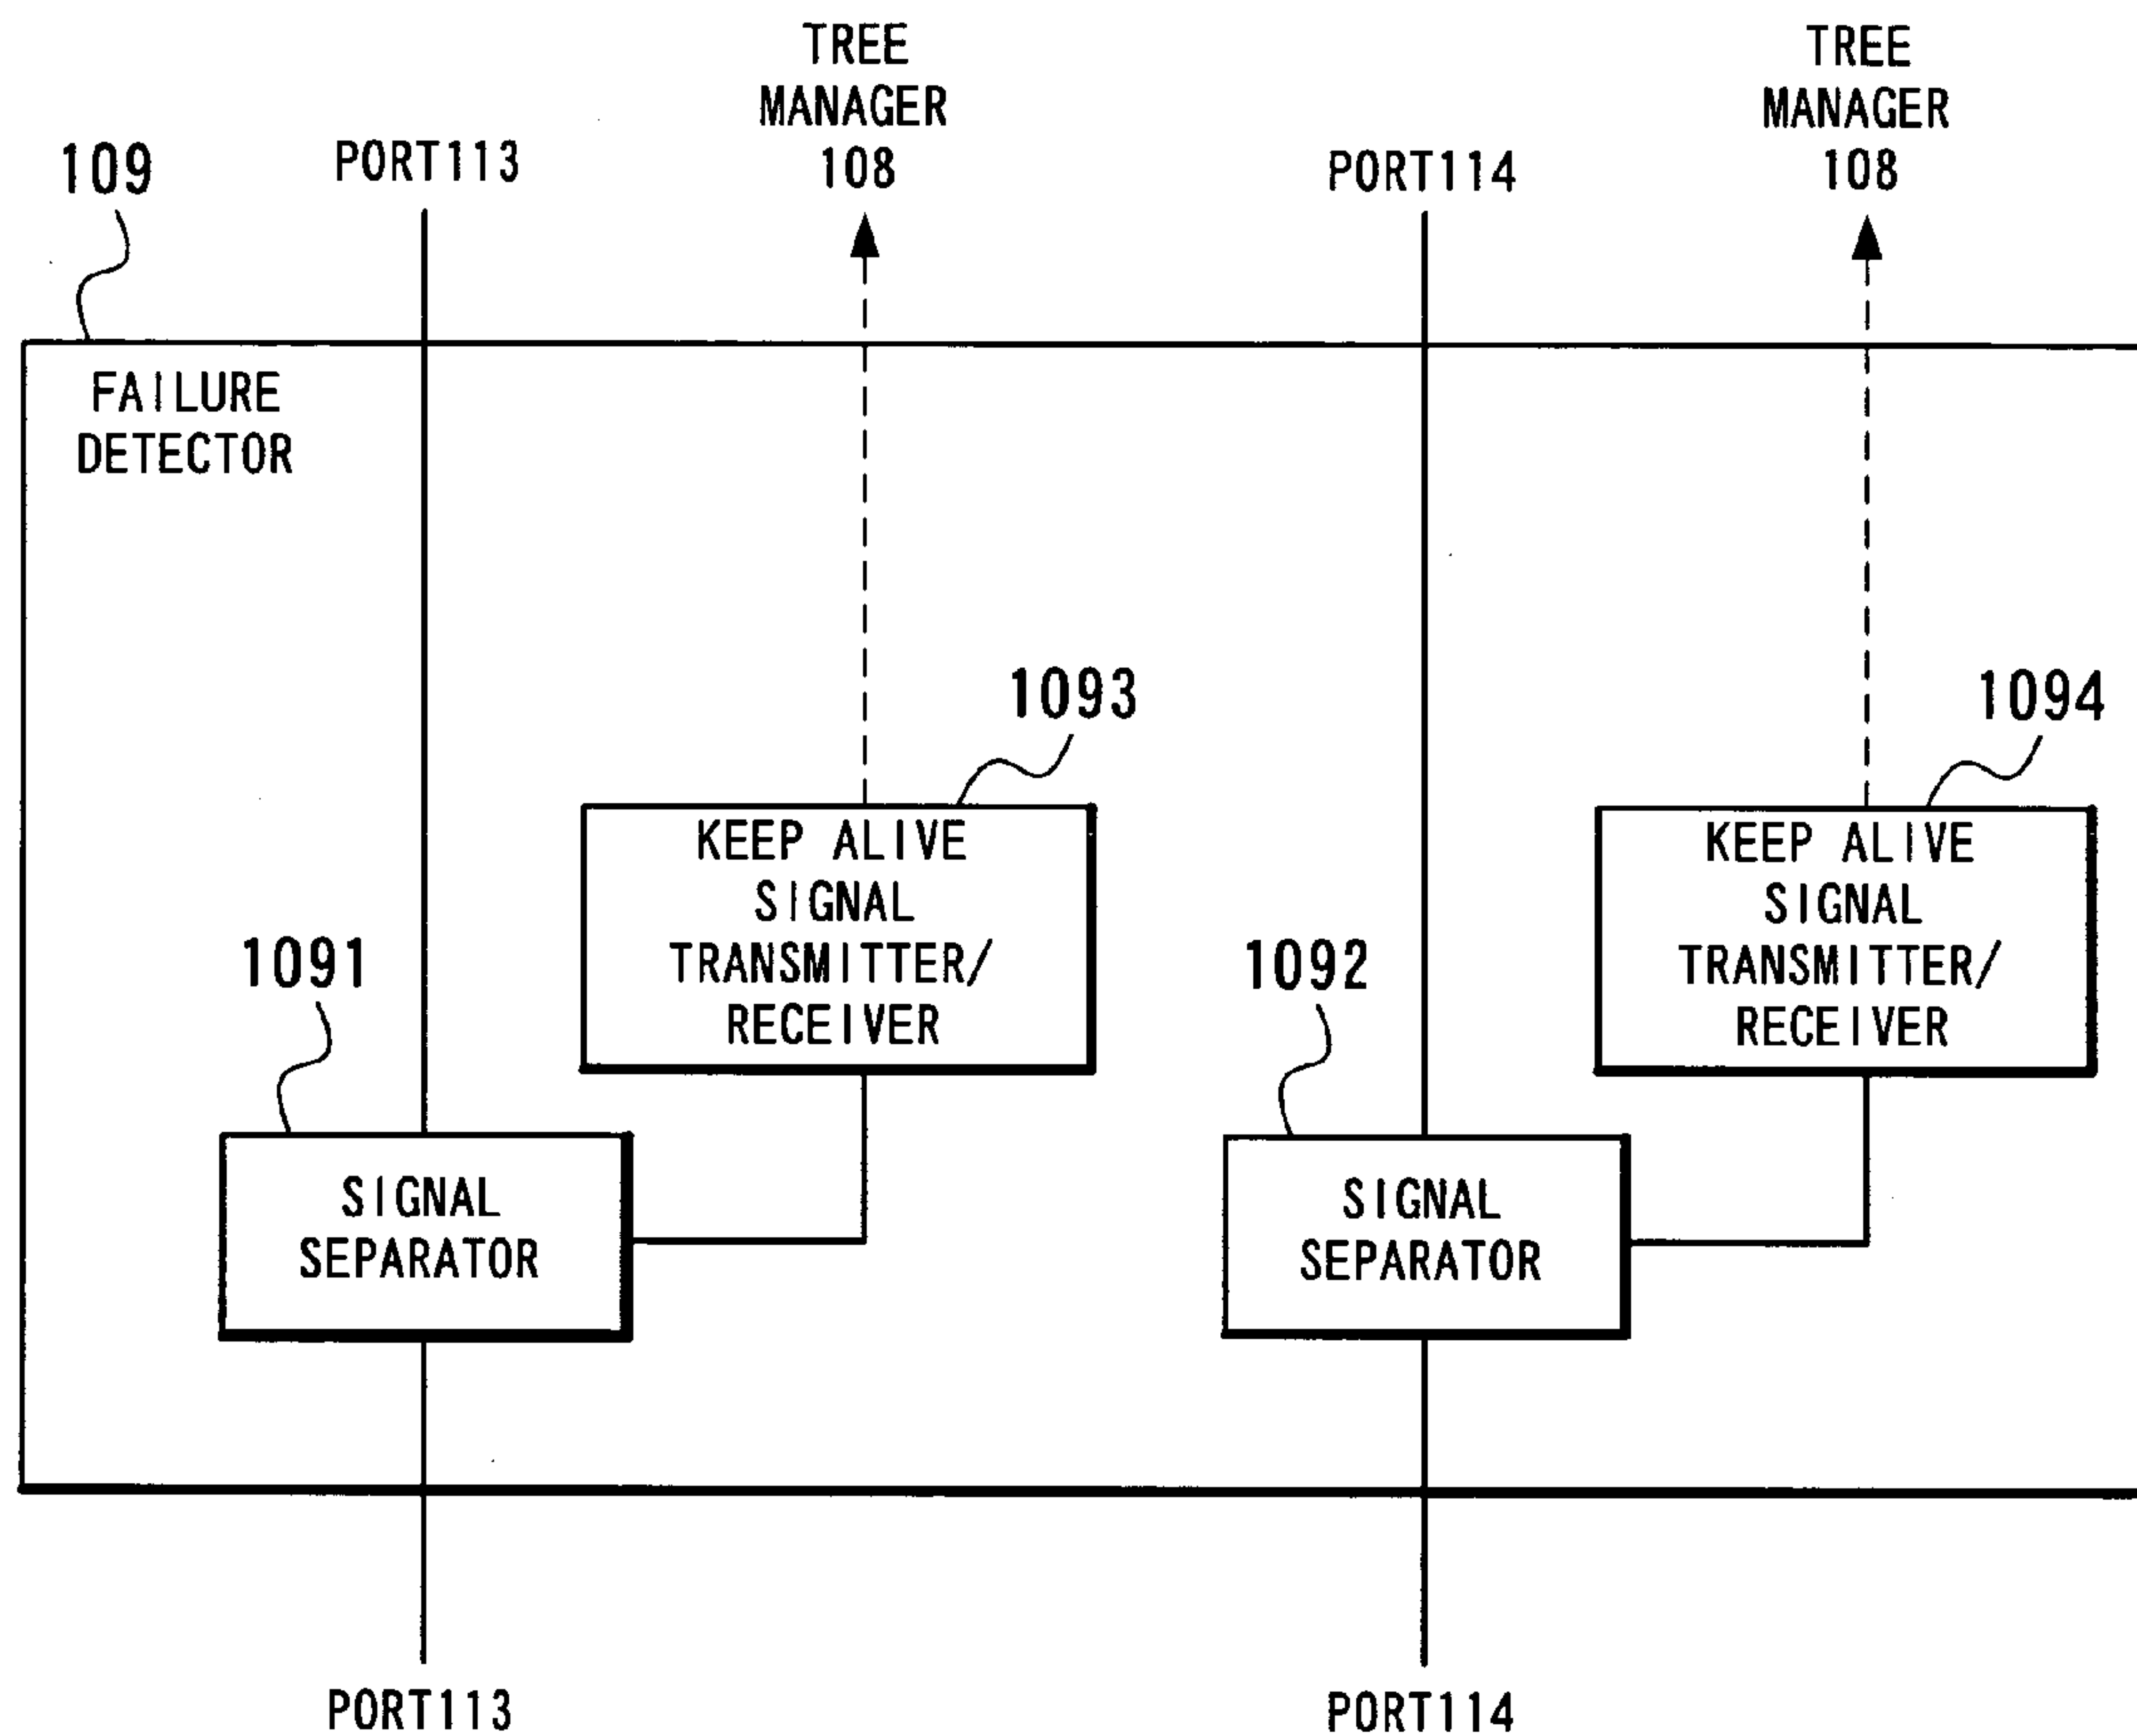 TREE
MANAGER
108
TREE
MANAGER
108
109
PORT113
PORT114
FAILURE
DETECTOR
1093
1094
KEEP ALIVE
SIGNAL
TRANSMITTER/
RECEIVER
KEEP ALIVE
SIGNAL
TRANSMITTER/
RECEIVER
1091
1092
SIGNAL
SEPARATOR
SIGNAL
SEPARATOR
PORT113
PORT114